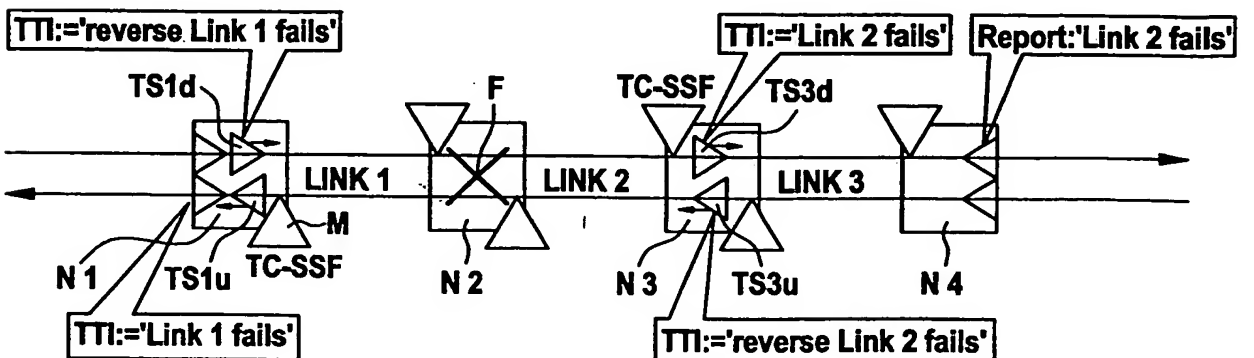 TTI:='reverse Link 1 fails'
TTI:='Link 2 fails'
Report:'Link 2 fails'
TS1d
F
TC-SSF
TS3d
LINK 1
LINK 2
LINK 3
M
N 1
TS1u
TC-SSF
N 2
N 3
TS3u
N 4
TTI:='Link 1 fails'
TTI:='reverse Link 2 fails'